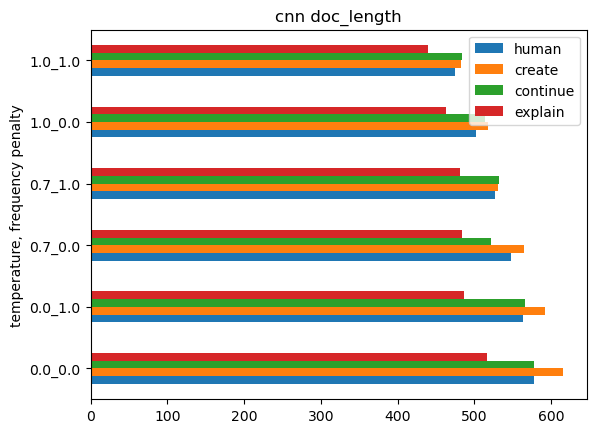 cnn doc_length
human
create
continue
explain
temperature, frequency penalty
1.0_1.0
1.0_0.0
0.7_1.0
0.7_0.0
0.0_1.0
0.0_0.0
0 100 200 300 400 500 600